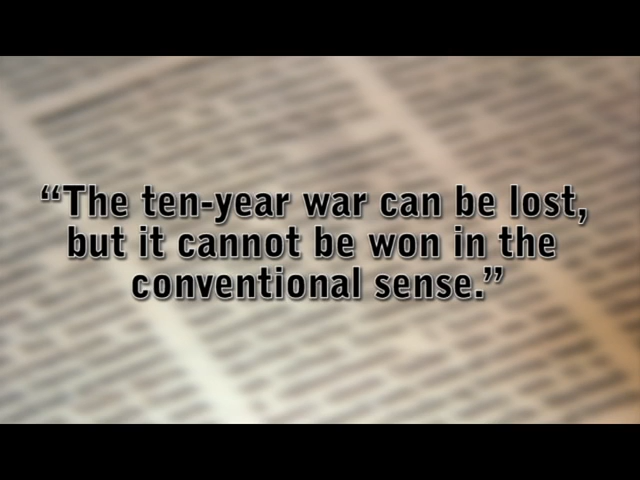 “The ten-year war can be lost,
but it cannot be won in the
conventional sense.”